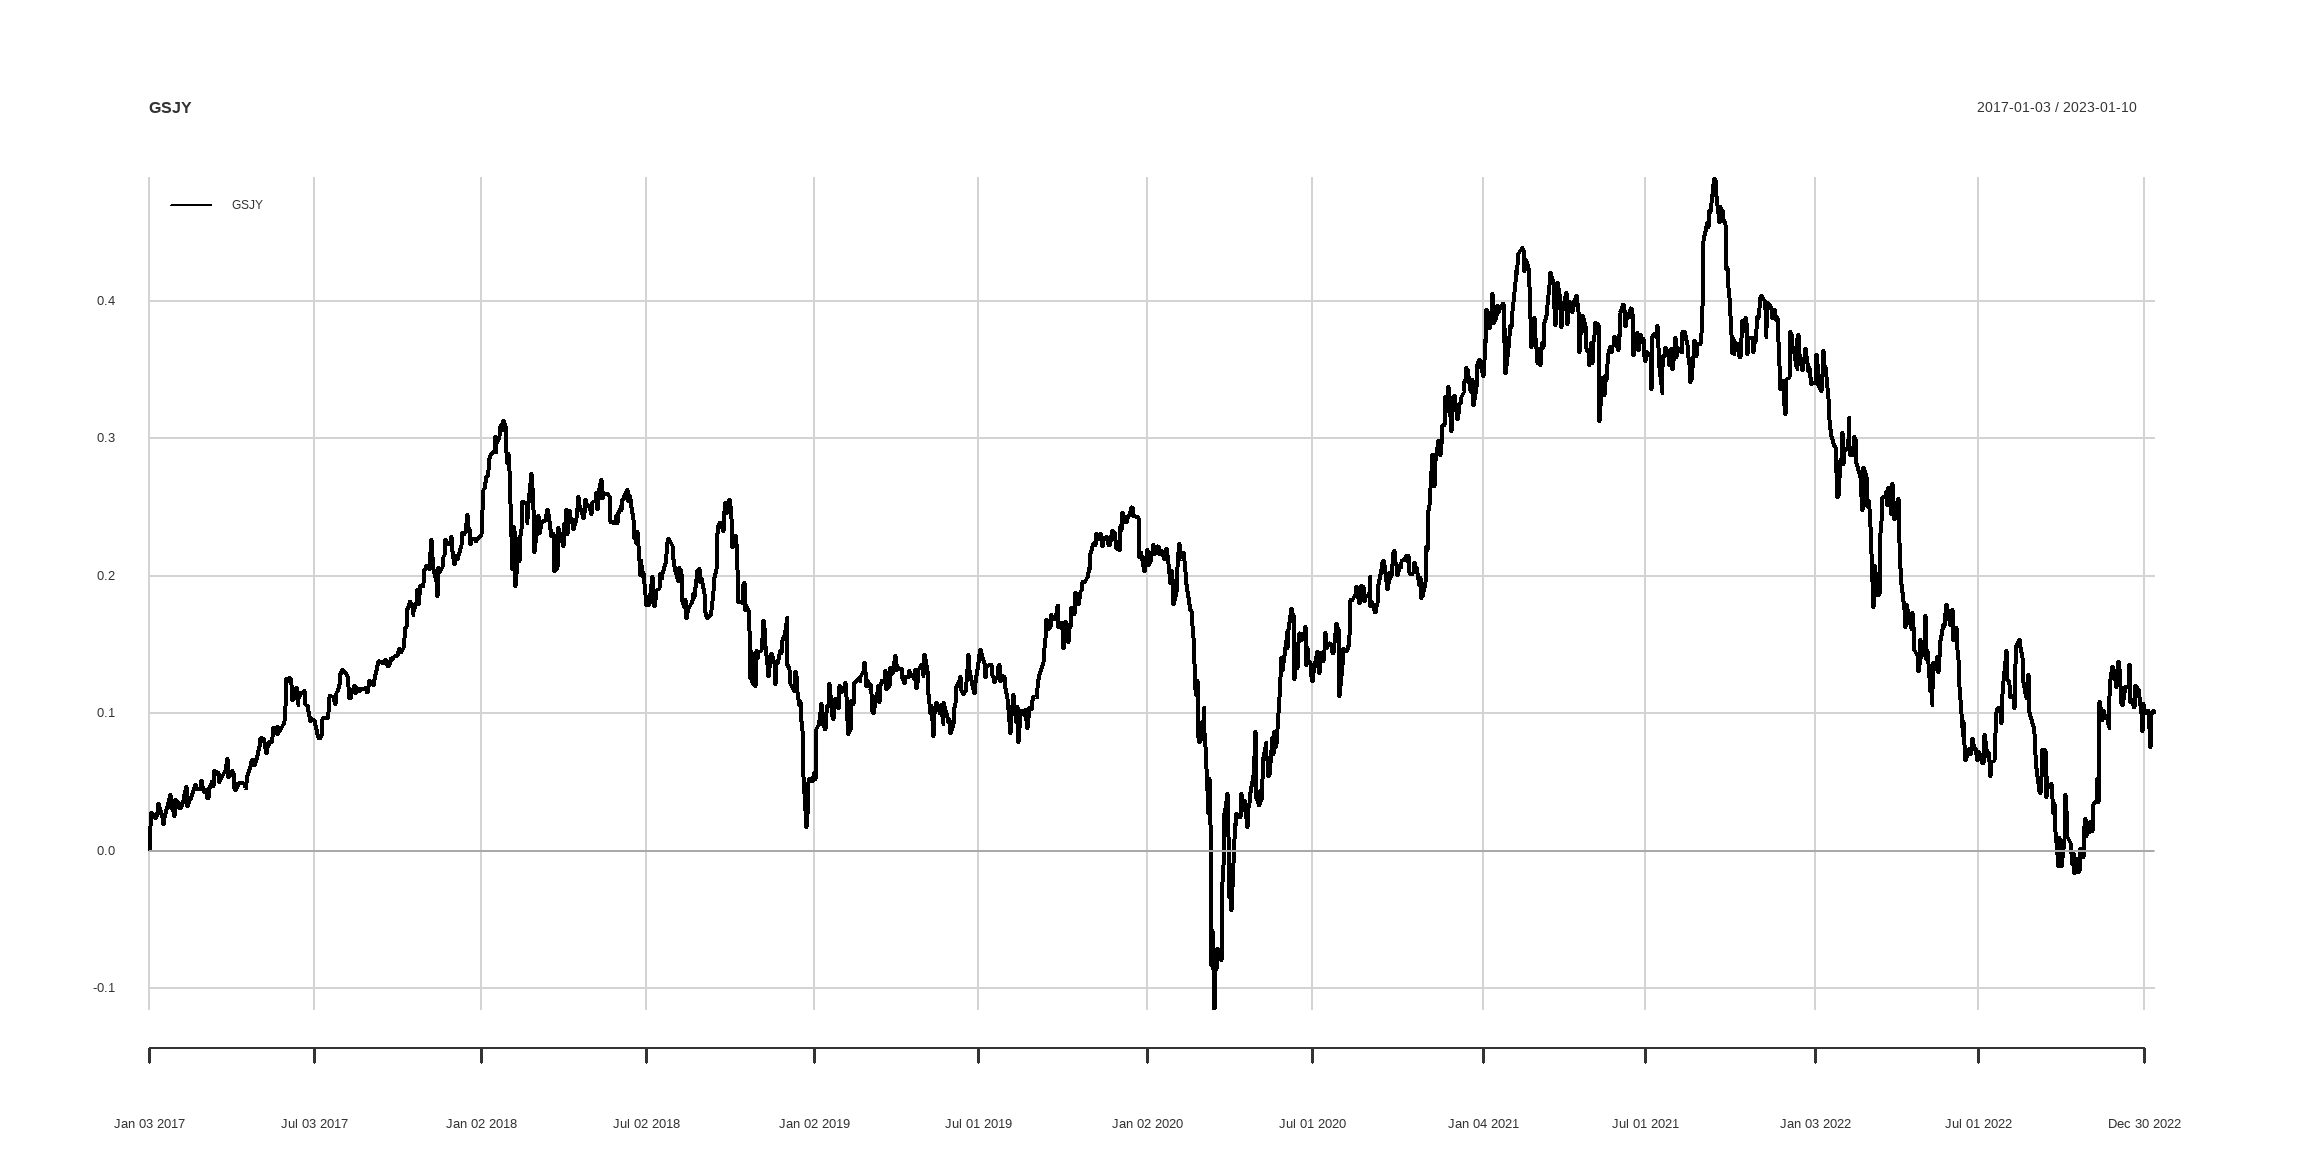 GSJY
2017-01-03 / 2023-01-10
GSJY
0.4
0.3
0.2
0.1
0.0
-0.1
Jan 03 2017
Jul 03 2017
Jan 02 2018
Jul 02 2018
Jan 02 2019
Jul 01 2019
Jan 02 2020
Jul 01 2020
Jan 04 2021
Jul 01 2021
Jan 03 2022
Jul 01 2022
Dec 30 2022